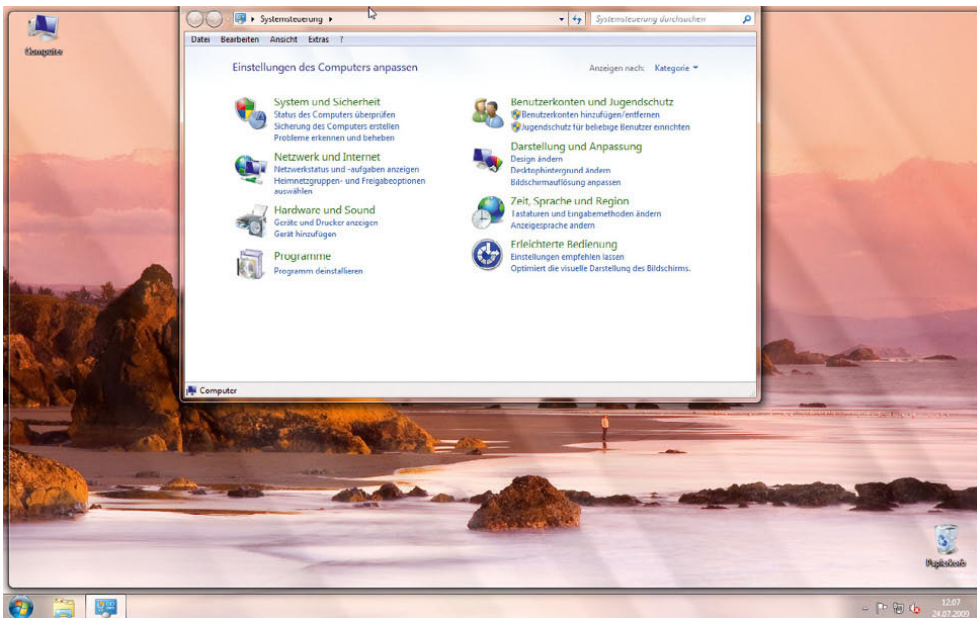 Computer
Systemsteuerung
Systemsteuerung durchsuchen
Datei Bearbeiten Ansicht Extras ?
Einstellungen des Computers anpassen
Anzeigen nach: Kategorie
System und Sicherheit
Status des Computers überprüfen
Sicherung des Computers erstellen
Probleme erkennen und beheben
Netzwerk und Internet
Netzwerkstatus und -aufgaben anzeigen
Heimnetzgruppen- und Freigabeoptionen
auswählen
Hardware und Sound
Geräte und Drucker anzeigen
Gerät hinzufügen
Programme
Programm deinstallieren
Benutzerkonten und Jugendschutz
Benutzerkonten hinzufügen/entfernen
Jugendschutz für beliebige Benutzer einrichten
Darstellung und Anpassung
Design ändern
Desktophintergrund ändern
Bildschirmauflösung anpassen
Zeit, Sprache und Region
Tastaturen und Eingabemethoden ändern
Anzeigesprache ändern
Erleichterte Bedienung
Einstellungen empfehlen lassen
Optimiert die visuelle Darstellung des Bildschirms.
Computer
Papierkorb
12:07
24.07.2009